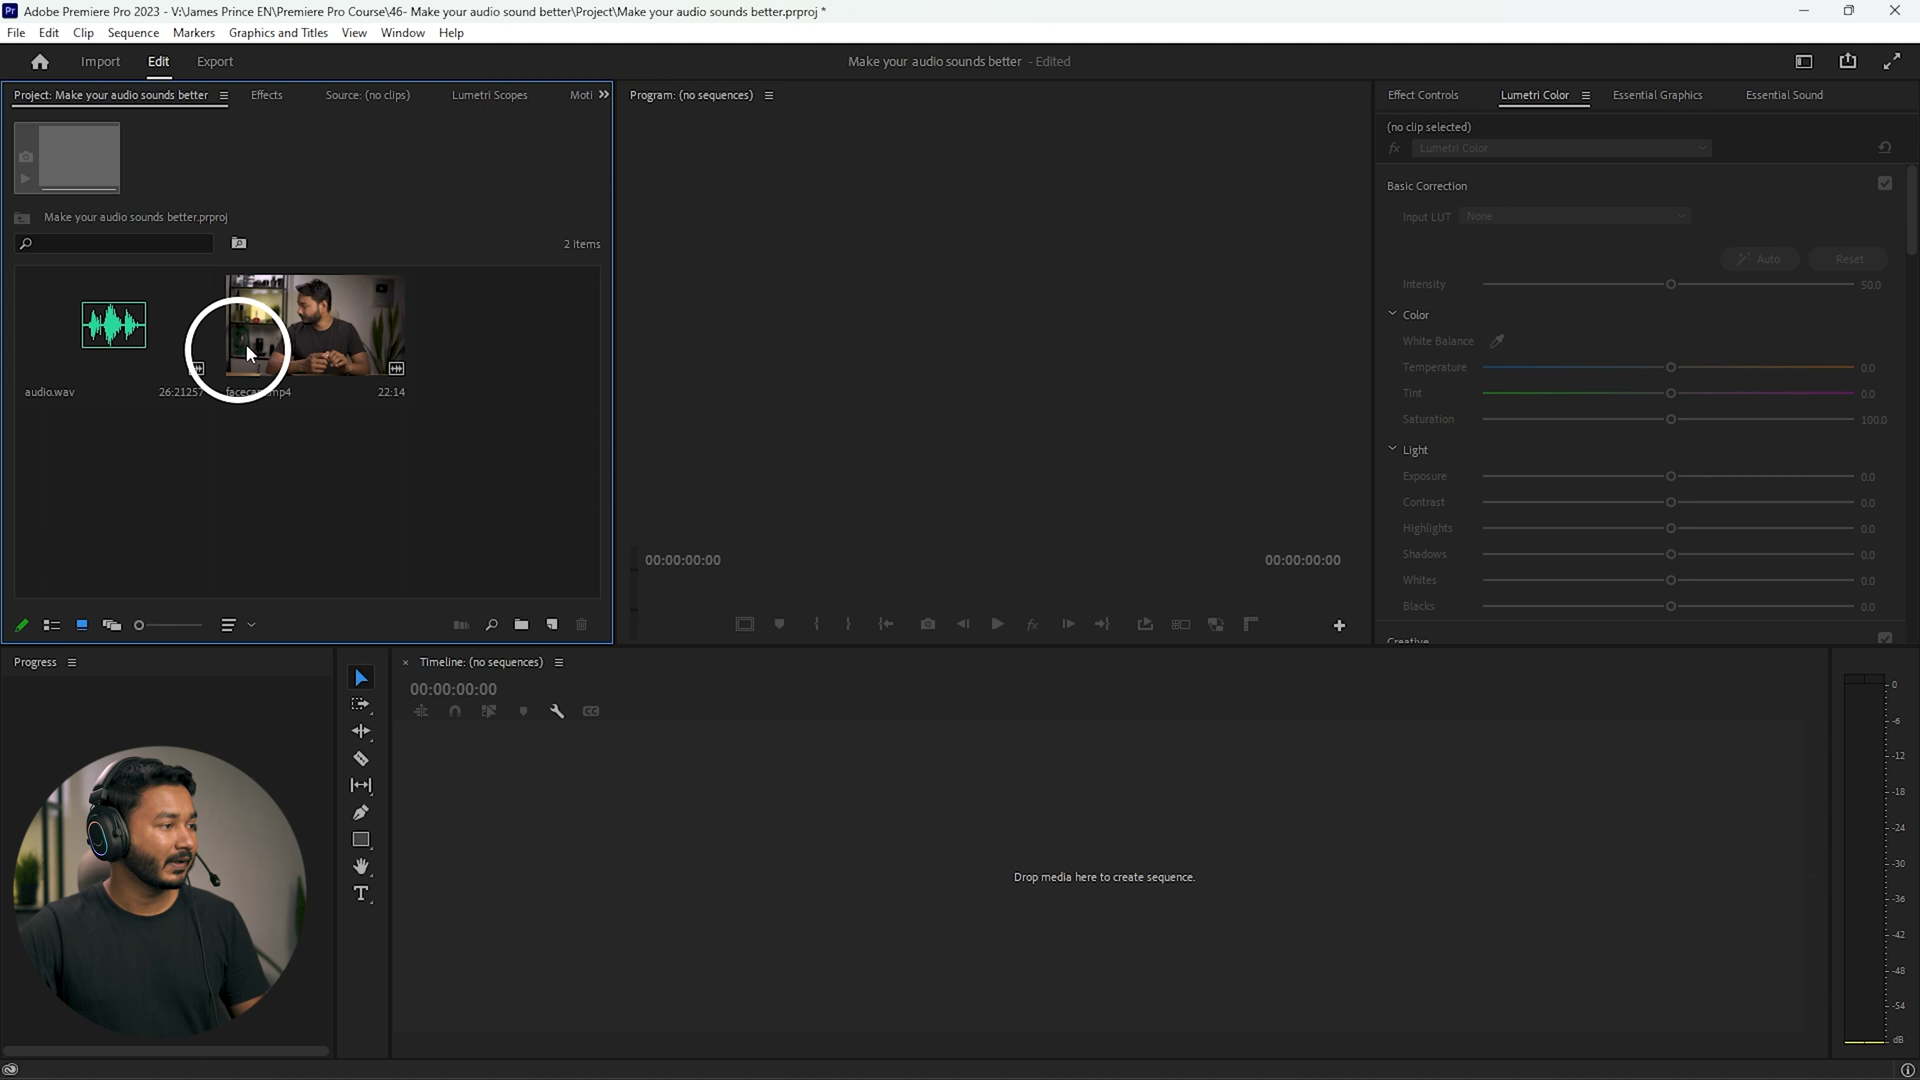 Pr Adobe Premiere Pro 2023 - V:\James Prince EN\Premiere Pro Course\46- Make your audio sound better\Project\Make your audio sounds better.prproj *
File Edit Clip Sequence Markers Graphics and Titles View Window Help
Import Edit Export
Make your audio sounds better - Edited
Project: Make your audio sounds better Effects Source: (no clips) Lumetri Scopes Moti
Program: (no sequences)
Effect Controls Lumetri Color Essential Graphics Essential Sound
(no clip selected)
fx Lumetri Color
Basic Correction
Input LUT None
Make your audio sounds better.prproj
2 items
Auto Reset
Intensity 50.0
Color
White Balance
Temperature 0.0
Tint 0.0
Saturation 100.0
audio.wav 26:21257
22:14
Light
Exposure 0.0
Contrast 0.0
Highlights 0.0
Shadows 0.0
Whites 0.0
Blacks 0.0
00:00:00:00 00:00:00:00
fx
Creative
Progress
Timeline: (no sequences)
00:00:00:00
CC
Drop media here to create sequence.
T
0
-6
-12
-18
-24
-30
-36
-42
-48
-54
dB